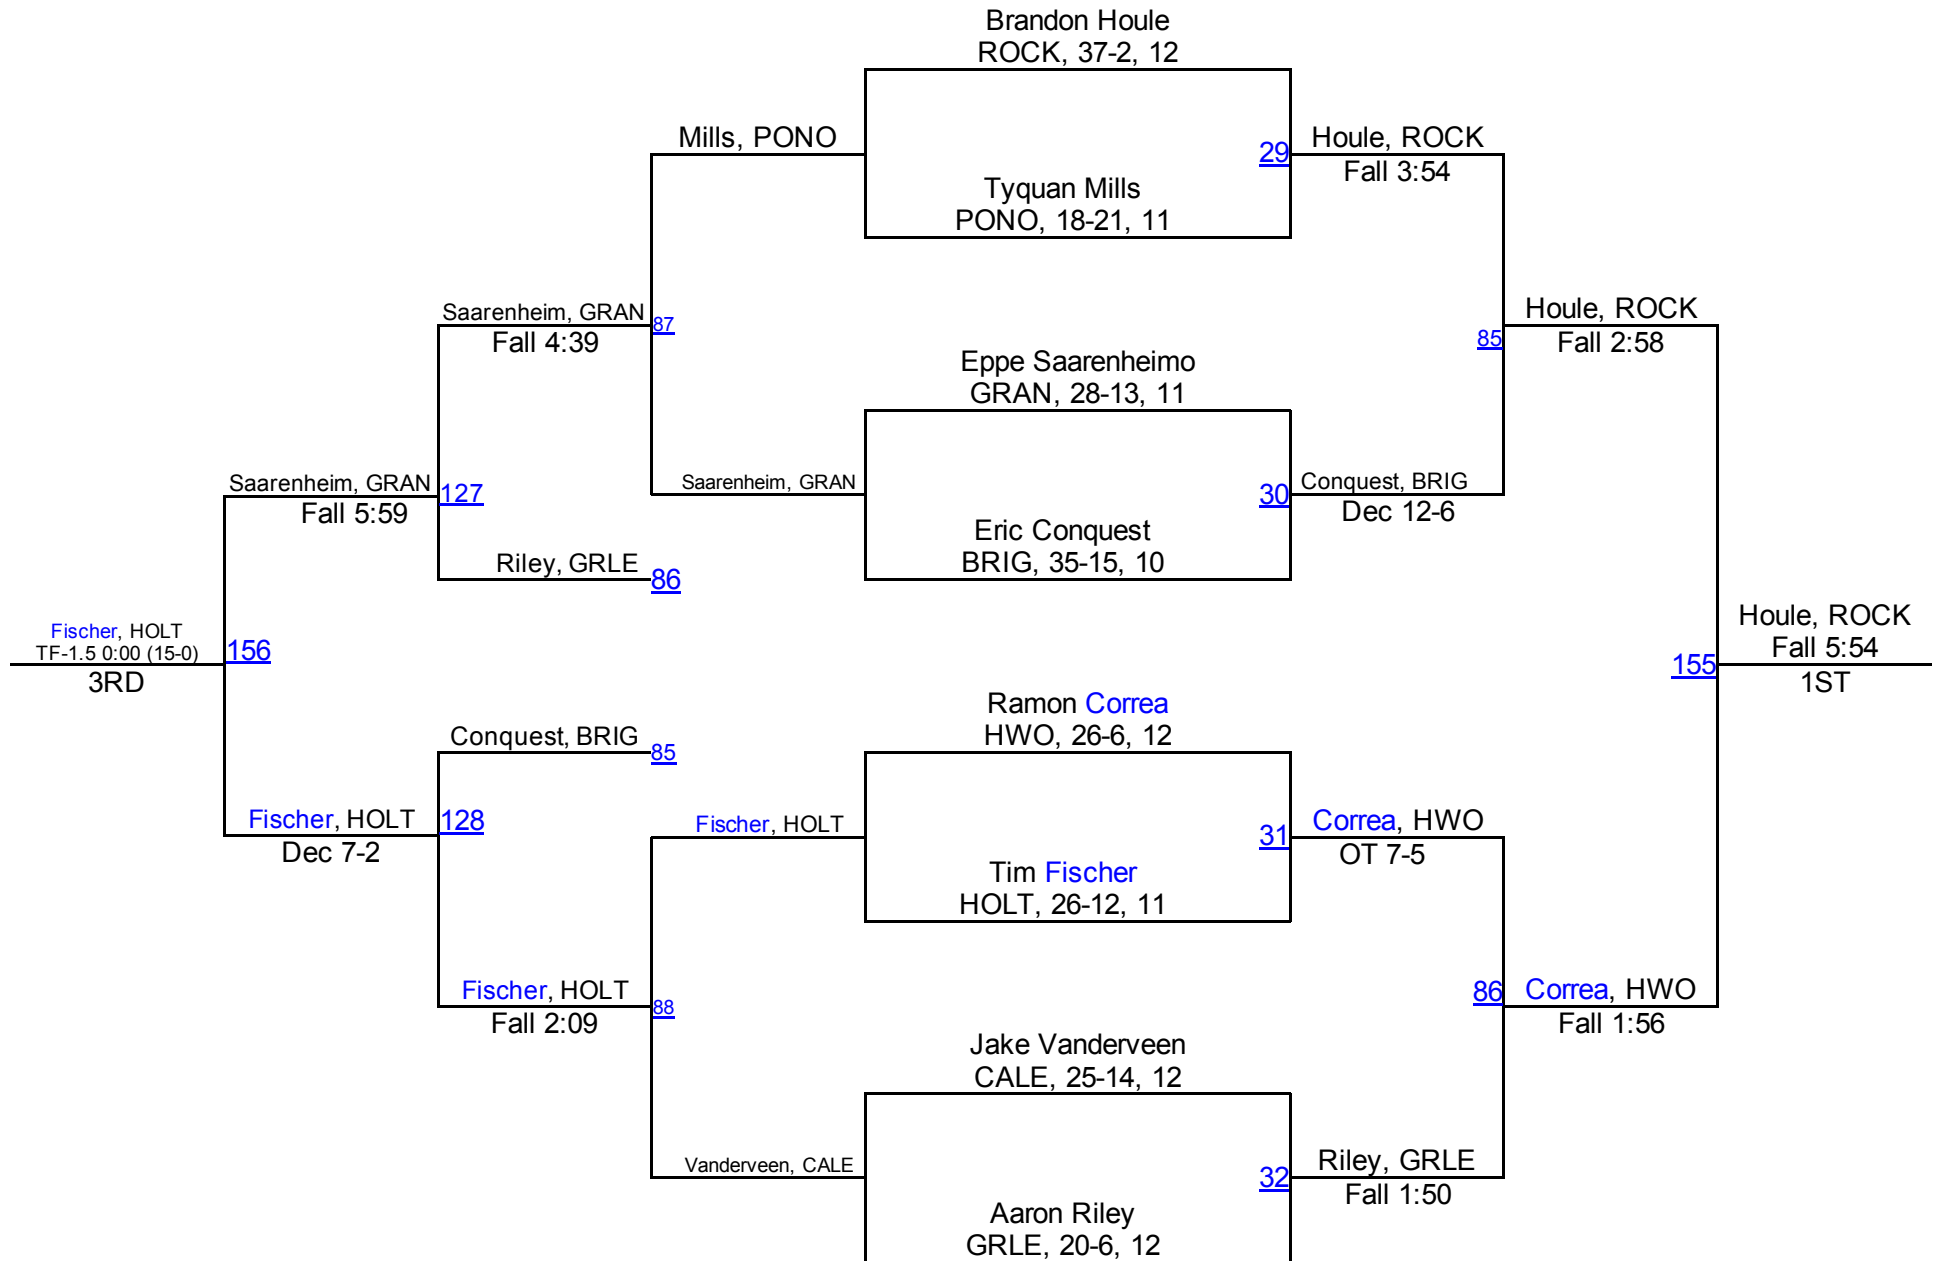 Brandon Houle
ROCK, 37-2, 12
Mills, PONO
29
Houle, ROCK
Fall 3:54
Tyquan Mills
PONO, 18-21, 11
Saarenheim, GRAN
87
Fall 4:39
Houle, ROCK
85
Fall 2:58
Eppe Saarenheimo
GRAN, 28-13, 11
Saarenheim, GRAN
127
Fall 5:59
Saarenheim, GRAN
30
Conquest, BRIG
Dec 12-6
Eric Conquest
BRIG, 35-15, 10
Riley, GRLE
86
Fischer, HOLT
TF-1.5 0:00 (15-0)
156
3RD
Houle, ROCK
Fall 5:54
155
1ST
Ramon Correa
HWO, 26-6, 12
Conquest, BRIG
85
Fischer, HOLT
128
Dec 7-2
Fischer, HOLT
31
Correa, HWO
OT 7-5
Tim Fischer
HOLT, 26-12, 11
Fischer, HOLT
88
Fall 2:09
86
Correa, HWO
Fall 1:56
Jake Vanderveen
CALE, 25-14, 12
Vanderveen, CALE
32
Riley, GRLE
Fall 1:50
Aaron Riley
GRLE, 20-6, 12